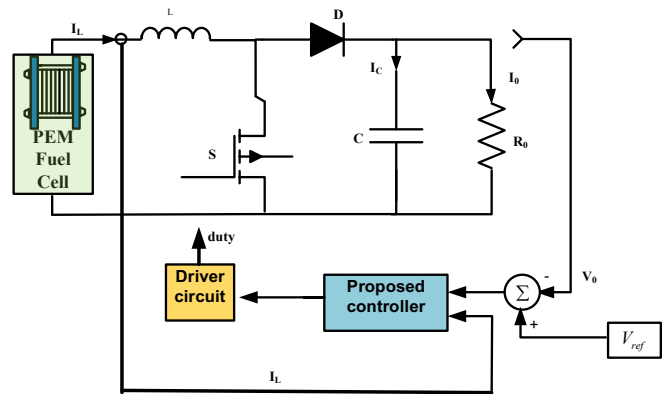 L
D
I_L
I_C
I_0
PEM
Fuel
Cell
S
C
R_0
duty
Driver
circuit
Proposed
controller
Σ
-
+
V_0
V_ref
I_L